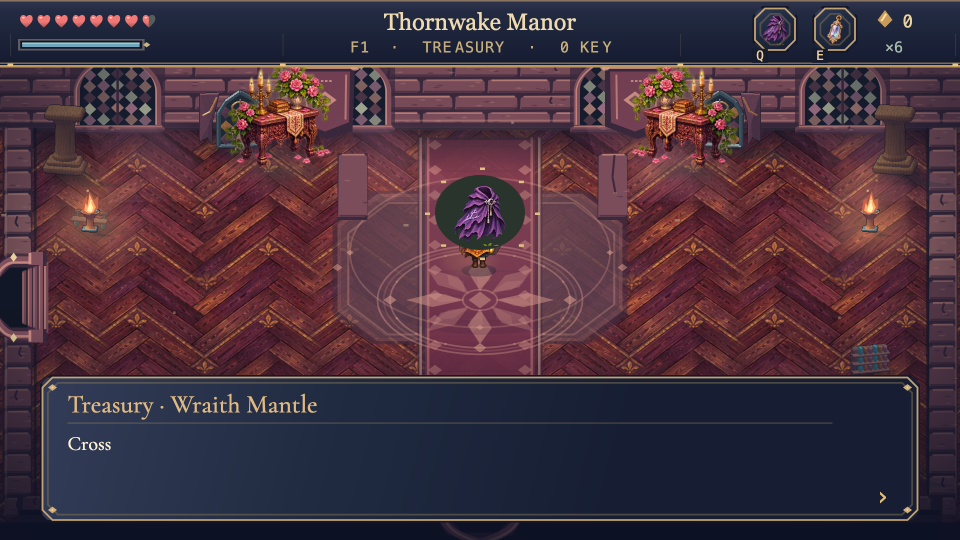 Thornwake Manor
F1 · TREASURY · 0 KEY
Q
E
0
×6
Treasury · Wraith Mantle
Cross